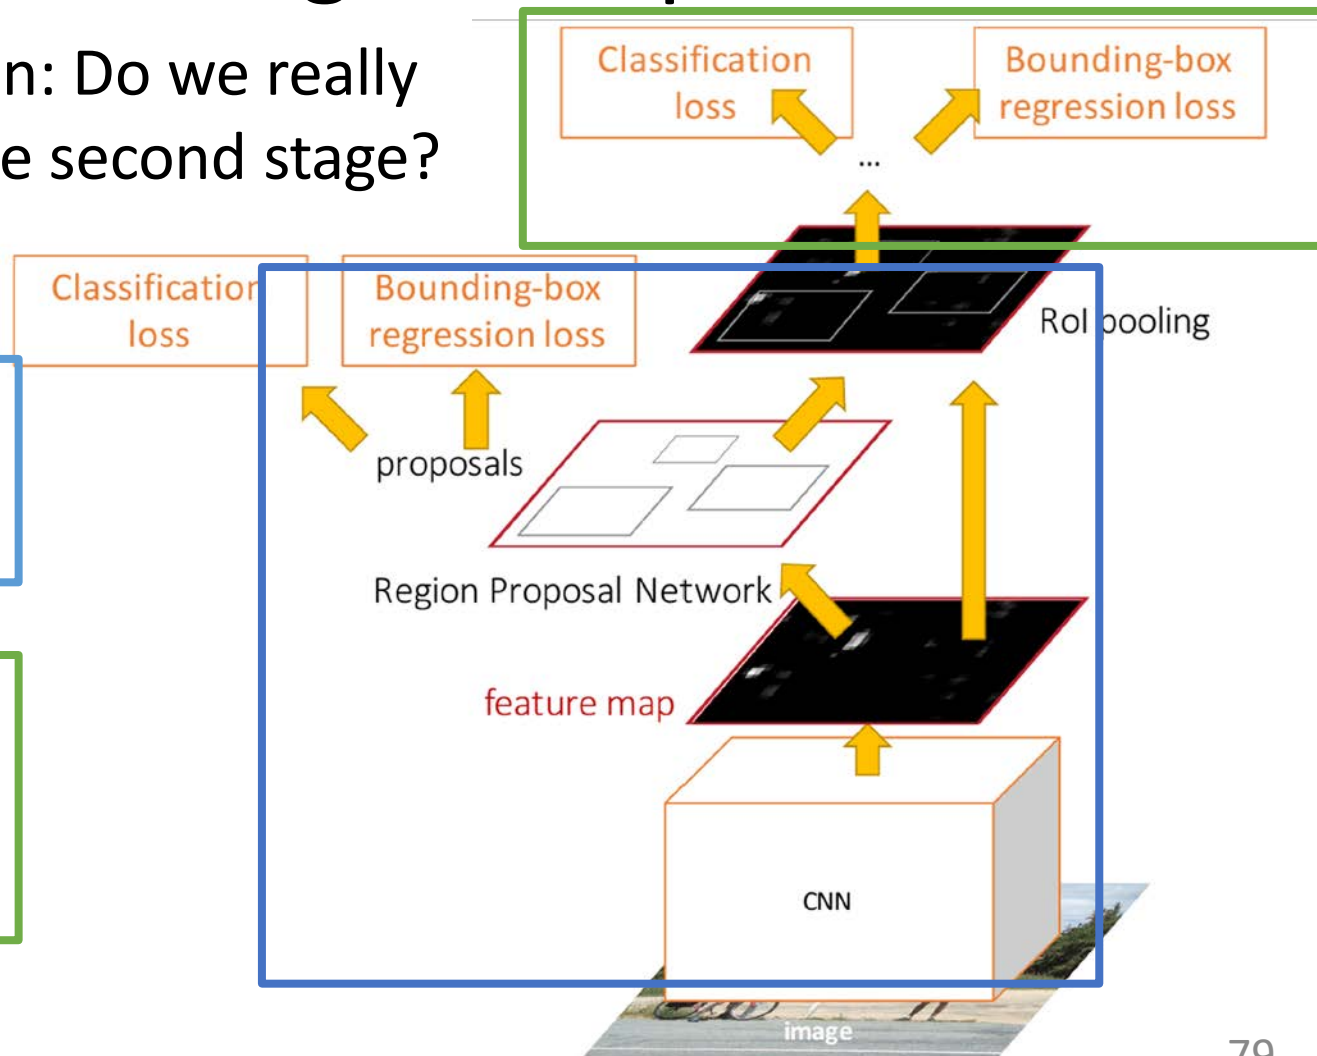 n: Do we really
e second stage?
Classification
loss
Bounding-box
regression loss
...
Classification
loss
Bounding-box
regression loss
RoI pooling
proposals
Region Proposal Network
feature map
CNN
image
79